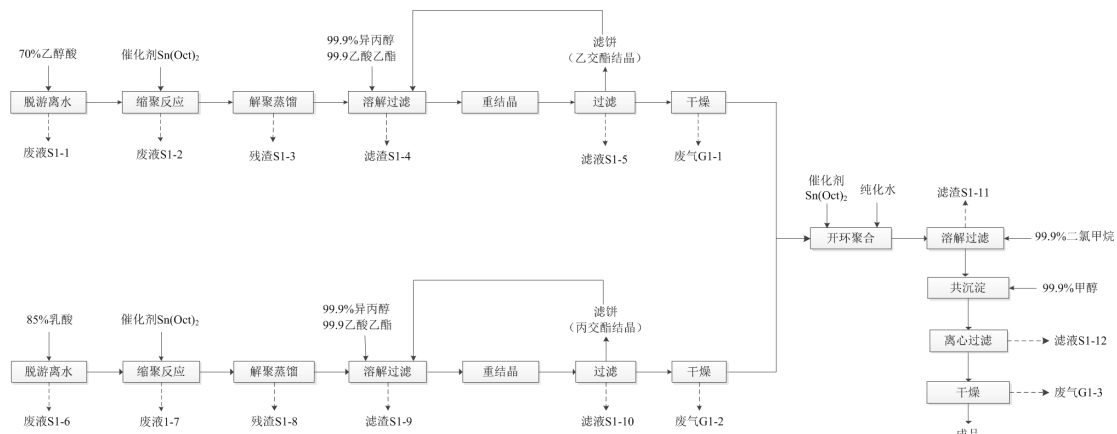 70%乙醇酸
催化剂Sn(Oct)2
99.9%异丙醇
99.9乙酸乙酯
滤饼
(乙交酯结晶)
脱游离水
缩聚反应
解聚蒸馏
溶解过滤
重结晶
过滤
干燥
废液S1-1
废液S1-2
残渣S1-3
滤渣S1-4
滤液S1-5
废气G1-1
催化剂
Sn(Oct)2
纯化水
滤渣S1-11
开环聚合
溶解过滤
99.9%二氯甲烷
共沉淀
99.9%甲醇
离心过滤
滤液S1-12
干燥
废气G1-3
成品
85%乳酸
催化剂Sn(Oct)2
99.9%异丙醇
99.9乙酸乙酯
滤饼
(丙交酯结晶)
脱游离水
缩聚反应
解聚蒸馏
溶解过滤
重结晶
过滤
干燥
废液S1-6
废液1-7
残渣S1-8
滤渣S1-9
滤液S1-10
废气G1-2